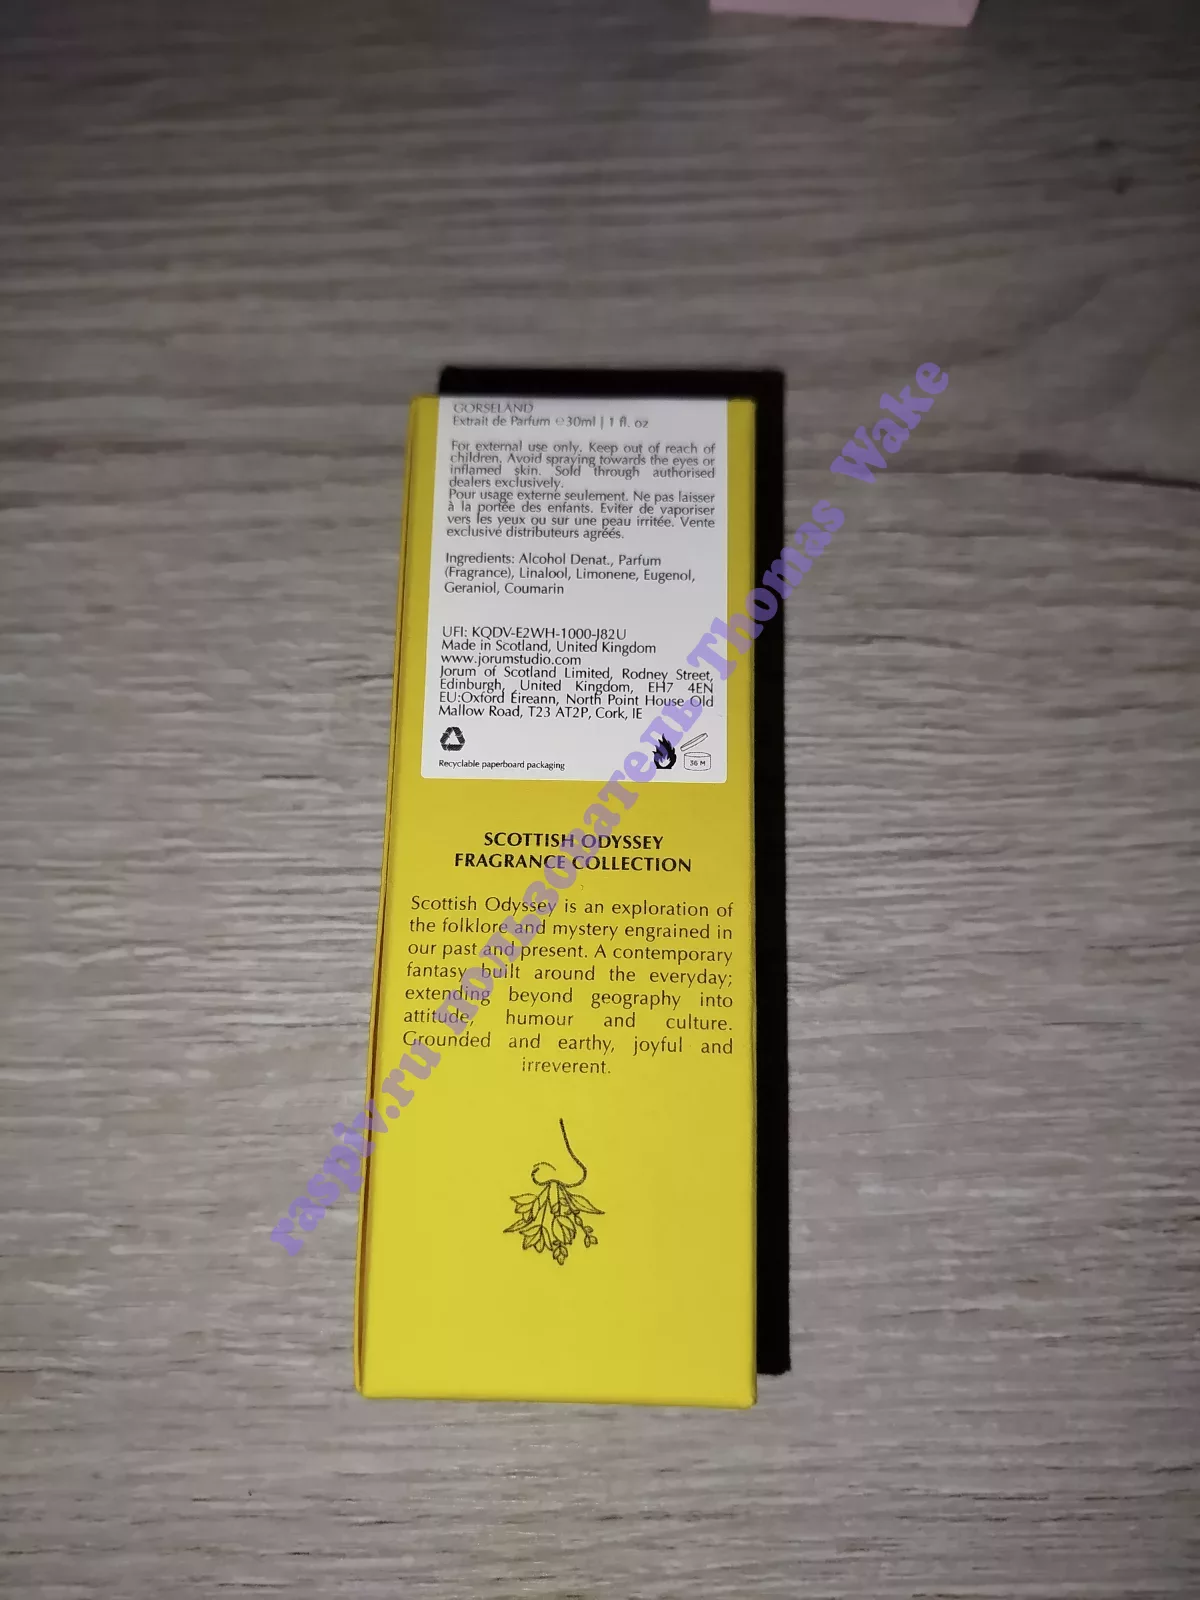 GORSELAND
Extrait de Parfum ℮30ml | 1 fl. oz
For external use only. Keep out of reach of
children. Avoid spraying towards the eyes or
inflamed skin. Sold through authorised
dealers exclusively.
Pour usage externe seulement. Ne pas laisser
à la portée des enfants. Eviter de vaporiser
vers les yeux ou sur une peau irritée. Vente
exclusive distributeurs agréés.
Ingredients: Alcohol Denat., Parfum
(Fragrance), Linalool, Limonene, Eugenol,
Geraniol, Coumarin
UFI: KQDV-E2WH-1000-J82U
Made in Scotland, United Kingdom
www.jorumstudio.com
Jorum of Scotland Limited, Rodney Street,
Edinburgh, United Kingdom, EH7 4EN
EU:Oxford Éireann, North Point House Old
Mallow Road, T23 AT2P, Cork, IE
Recyclable paperboard packaging
36 M
SCOTTISH ODYSSEY
FRAGRANCE COLLECTION
Scottish Odyssey is an exploration of
the folklore and mystery engrained in
our past and present. A contemporary
fantasy built around the everyday;
extending beyond geography into
attitude, humour and culture.
Grounded and earthy, joyful and
irreverent.
raspiv.ru пользователь Thomas Wake